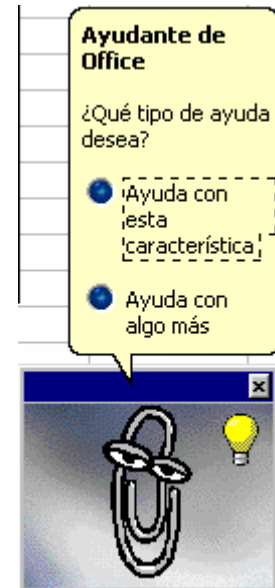 Ayudante de
Office
¿Qué tipo de ayuda
desea?
Ayuda con
esta
característica
Ayuda con
algo más